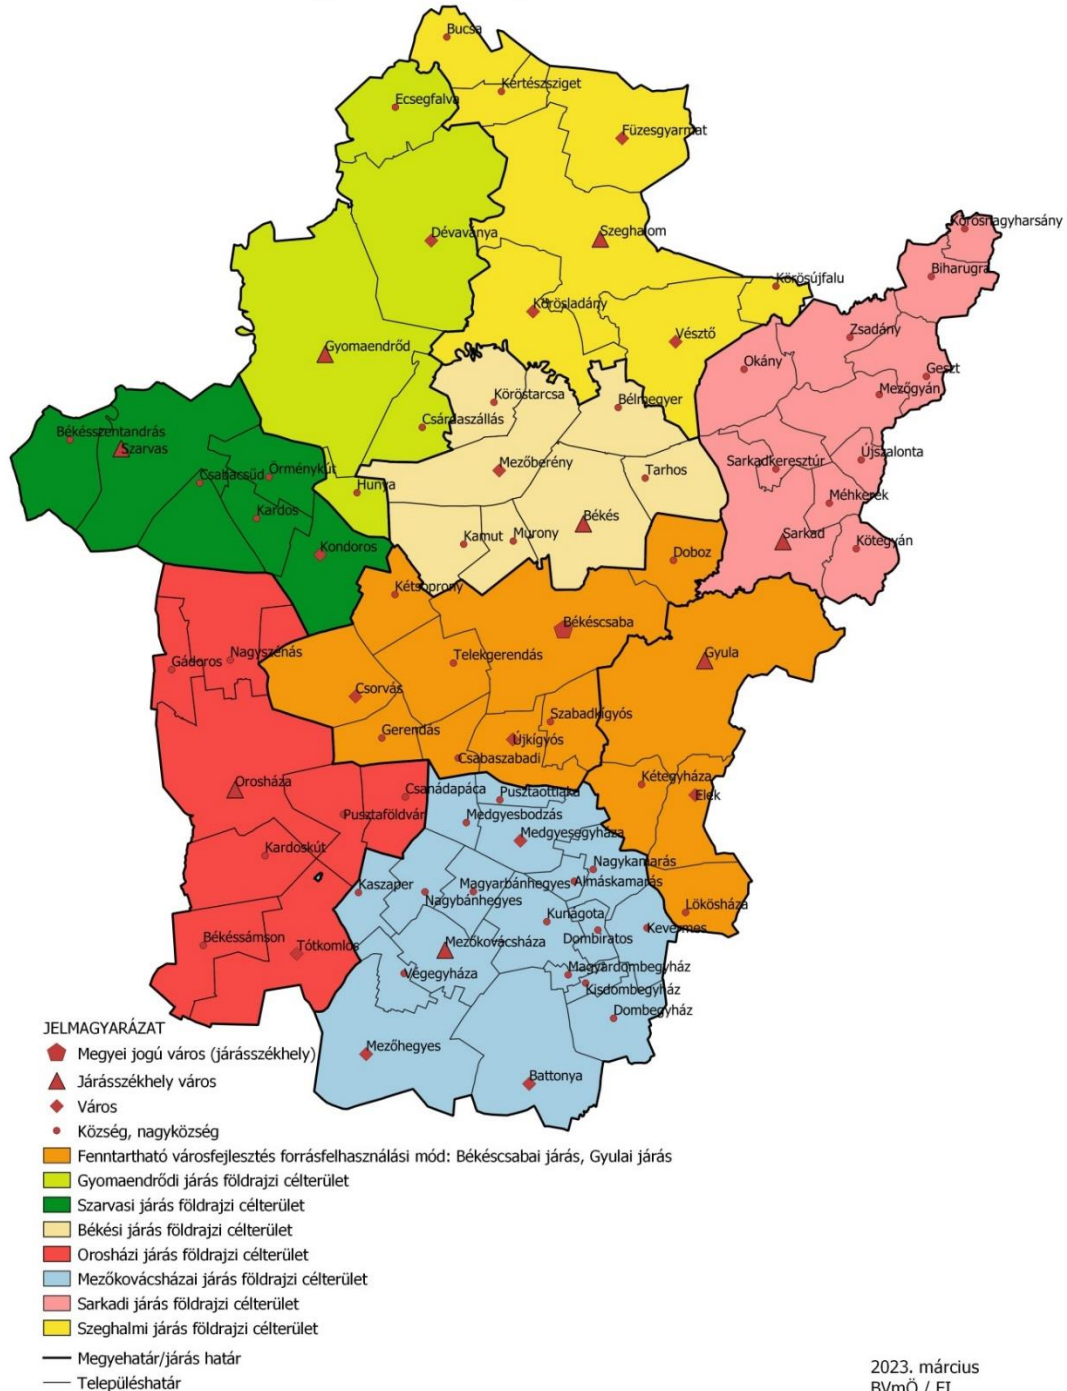 Bucsa
Kertészsziget
Ecsegfalva
Füzesgyarmat
Körösnagyharsány
Dévaványa
Szeghalom
Biharugra
Körösújfalu
Körösladány
Zsadány
Vésztő
Gyomaendrőd
Okány
Geszt
Mezőgyán
Köröstarcsa
Bélmegyer
Csárdaszállás
Békésszentandrás
Szarvas
Újszalonta
Sarkadkeresztúr
Mezőberény
Tarhos
Örménykút
Csabacsűd
Hunya
Méhkerék
Kardos
Békés
Kamut
Murony
Sarkad
Kötegyán
Kondoros
Doboz
Kétsoprony
Békéscsaba
Nagyszénás
Gádoros
Telekgerendás
Gyula
Csorvás
Szabadkígyós
Gerendás
Újkígyós
Csabaszabadi
Kétegyháza
Orosháza
Csanádapáca
Pusztaottlaka
Elek
Pusztaföldvár
Medgyesbodzás
Medgyesegyháza
Kardoskút
Nagykamarás
Kaszaper
Magyarbánhegyes
Almáskamarás
Nagybánhegyes
Lökösháza
Kunágota
Kevermes
Békéssámson
Tótkomlós
Mezőkovácsháza
Dombiratos
Végegyháza
Magyardombegyház
Kisdombegyház
Dombegyház
Mezőhegyes
Battonya
JELMAGYARÁZAT
Megyei jogú város (járásszékhely)
Járásszékhely város
Város
Község, nagyközség
Fenntartható városfejlesztés forrásfelhasználási mód: Békéscsabai járás, Gyulai járás
Gyomaendrődi járás földrajzi célterület
Szarvasi járás földrajzi célterület
Békési járás földrajzi célterület
Orosházi járás földrajzi célterület
Mezőkovácsházai járás földrajzi célterület
Sarkadi járás földrajzi célterület
Szeghalmi járás földrajzi célterület
Megyehatár/járás határ
Településhatár
2023. március
BVmÖ / FI